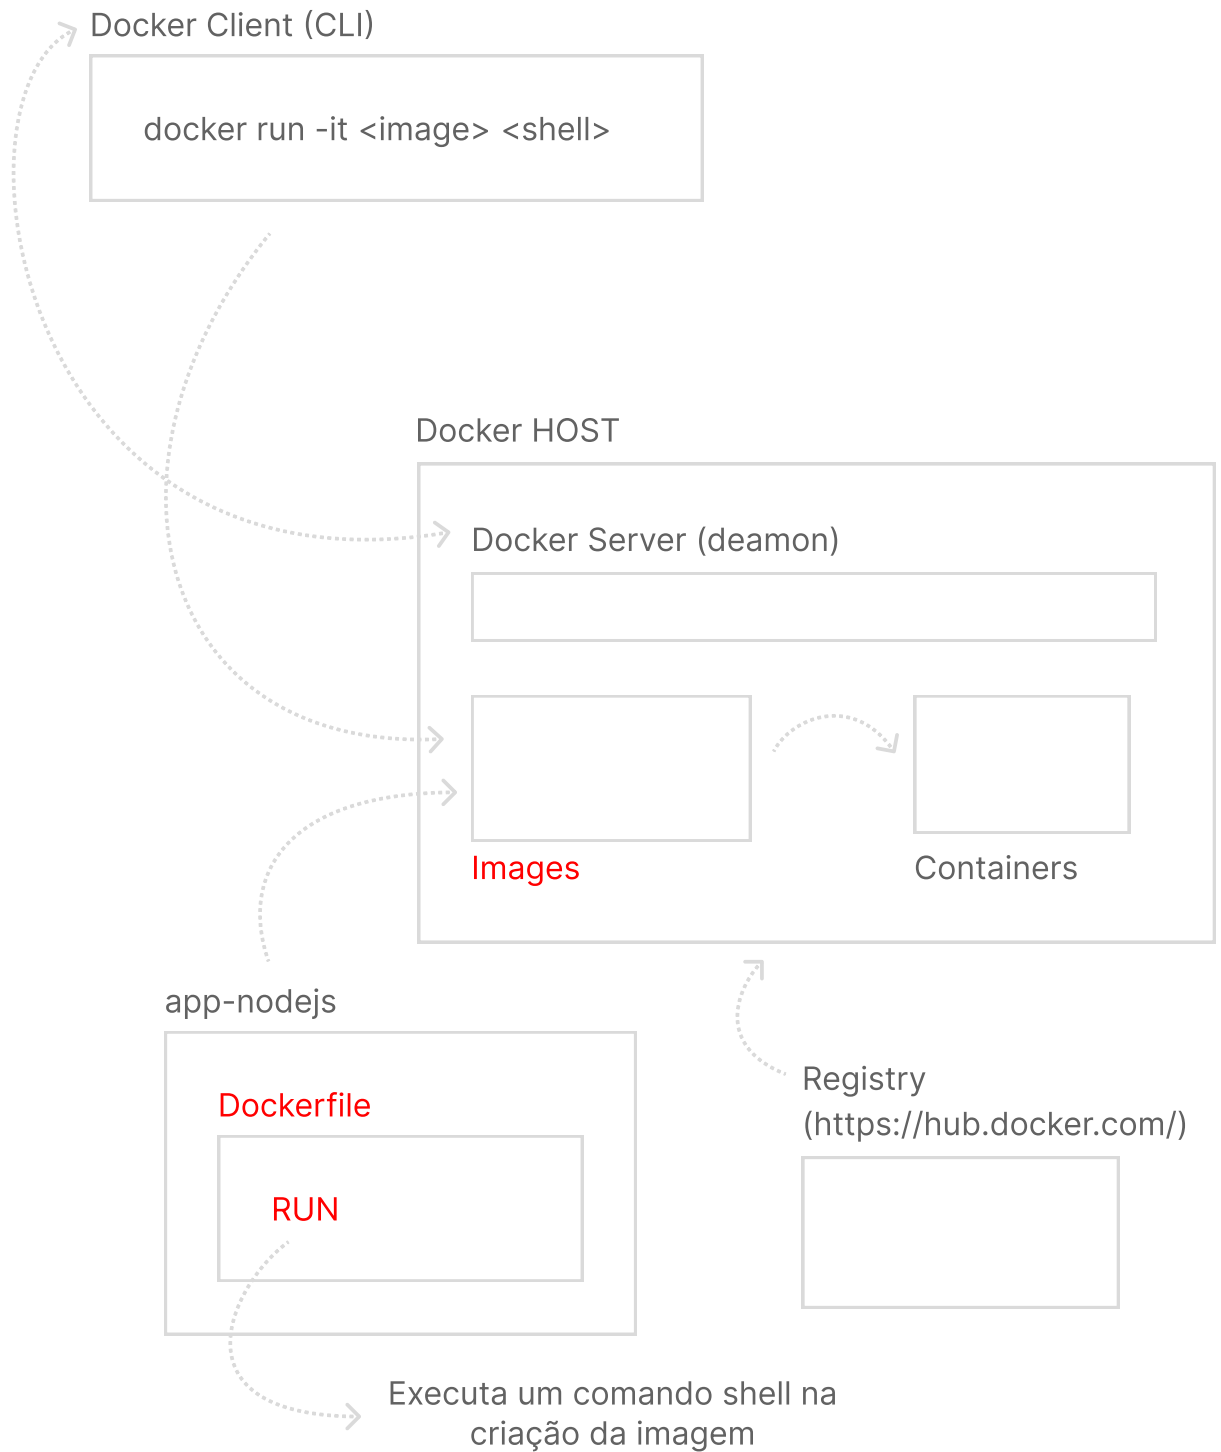 Docker Client (CLI)
docker run -it <image> <shell>
Docker HOST
Docker Server (deamon)
Images
Containers
app-nodejs
Dockerfile
RUN
Registry
(https://hub.docker.com/)
Executa um comando shell na
criação da imagem